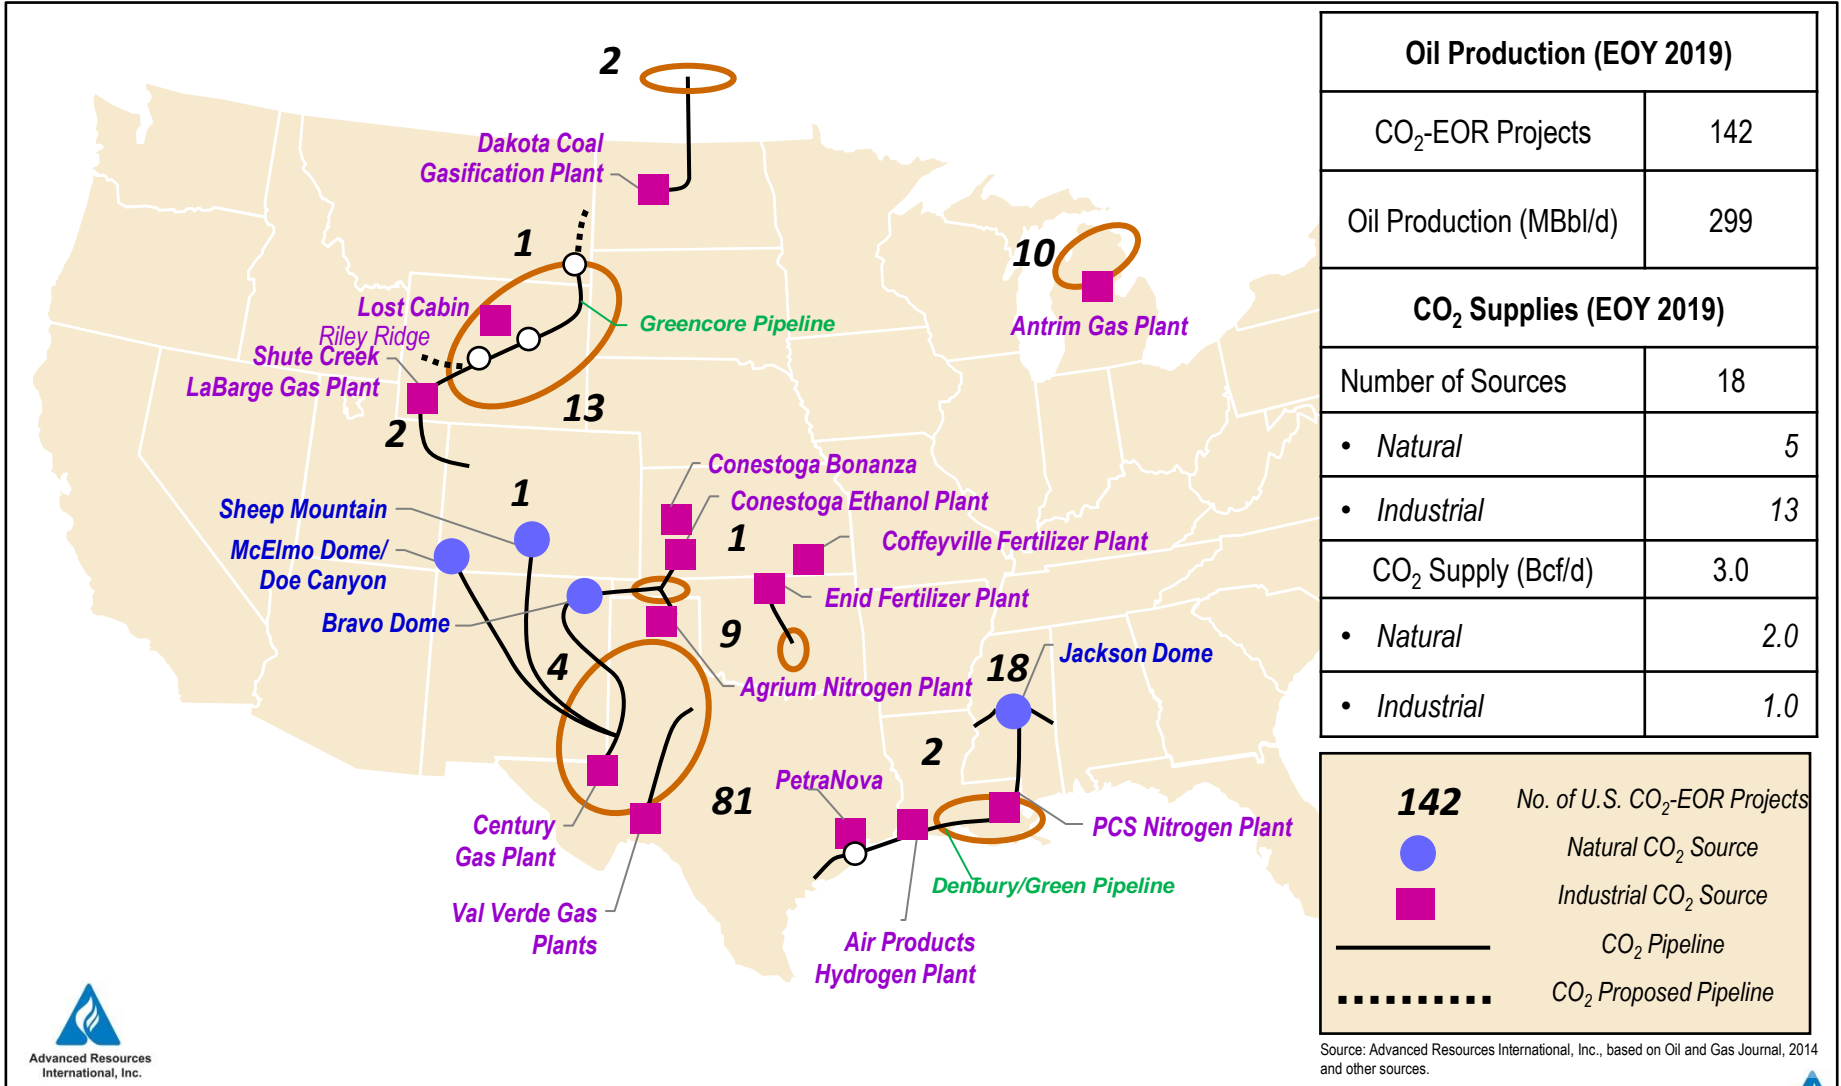 2
Dakota Coal
Gasification Plant
1
10
Lost Cabin
Riley Ridge
Greencore Pipeline
Antrim Gas Plant
Shute Creek
LaBarge Gas Plant
13
2
Conestoga Bonanza
1
Conestoga Ethanol Plant
Sheep Mountain
1
Coffeyville Fertilizer Plant
McElmo Dome/
Doe Canyon
Enid Fertilizer Plant
Bravo Dome
9
4
18
Jackson Dome
Agrium Nitrogen Plant
2
PetraNova
81
Century
Gas Plant
PCS Nitrogen Plant
Denbury/Green Pipeline
Val Verde Gas
Plants
Air Products
Hydrogen Plant
Advanced Resources
International, Inc.
Oil Production (EOY 2019)
CO2-EOR Projects 142
Oil Production (MBbl/d) 299
CO2 Supplies (EOY 2019)
Number of Sources 18
• Natural 5
• Industrial 13
CO2 Supply (Bcf/d) 3.0
• Natural 2.0
• Industrial 1.0
142 No. of U.S. CO2-EOR Projects
Natural CO2 Source
Industrial CO2 Source
CO2 Pipeline
CO2 Proposed Pipeline
Source: Advanced Resources International, Inc., based on Oil and Gas Journal, 2014
and other sources.